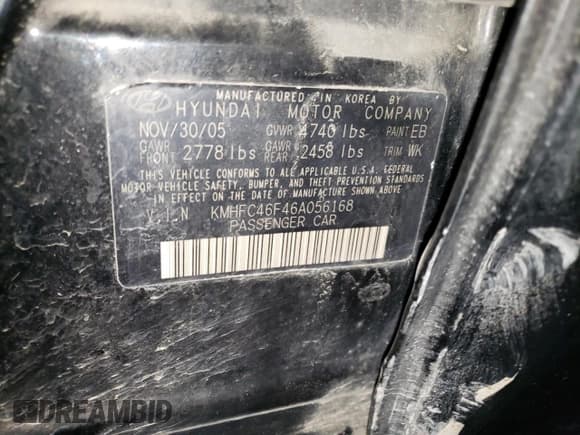 MANUFACTURED IN KOREA BY
HYUNDAI MOTOR COMPANY
NOV/30/05 GVWR 4740 lbs PAINT EB
GAWR FRONT 2778 lbs GAWR REAR 2458 lbs TRIM WK
THIS VEHICLE CONFORMS TO ALL APPLICABLE U.S.A. FEDERAL
MOTOR VEHICLE SAFETY, BUMPER, AND THEFT PREVENTION STANDARDS
IN EFFECT ON THE DATE OF MANUFACTURE SHOWN ABOVE.
V.I.N KMHFC46F46A056168
PASSENGER CAR
DREAMBID